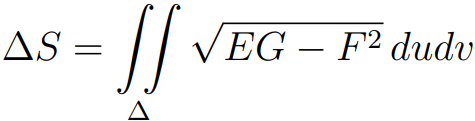 ΔS = ∬_Δ √(EG − F²) dudv